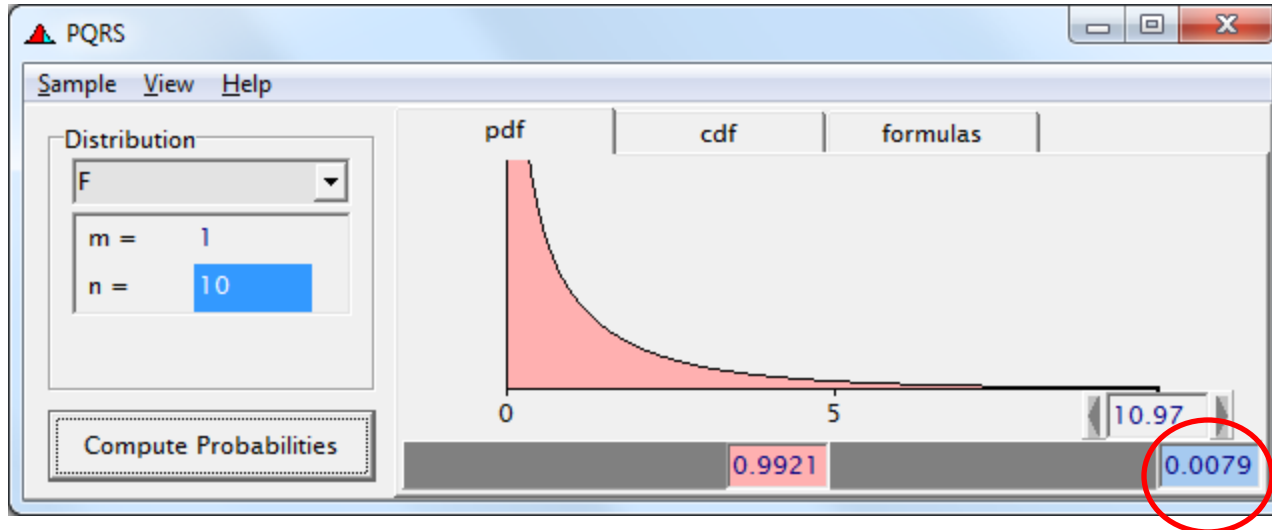 PQRS
Sample View Help
Distribution
F
m = 1
n = 10
Compute Probabilities
pdf cdf formulas
0 5
10.97
0.9921 0.0079